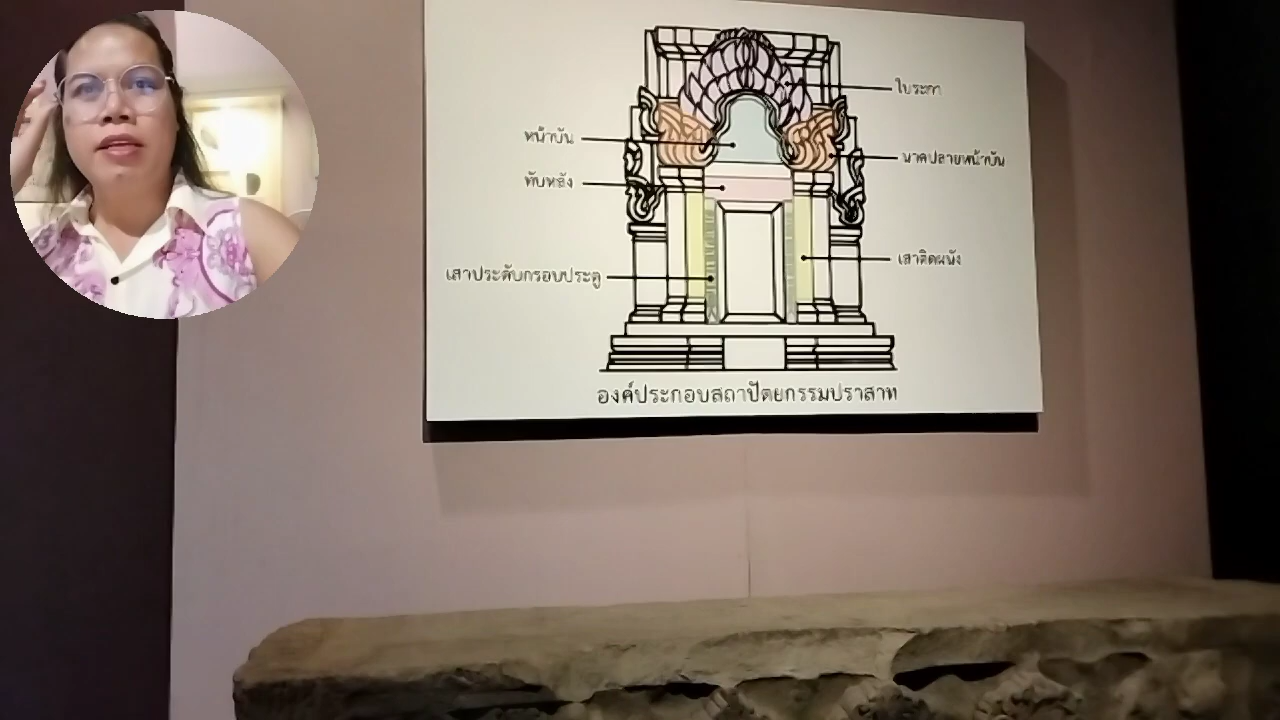 ใบระกา
หน้าบัน
นาคปลายหน้าบัน
ทับหลัง
เสาติดผนัง
เสาประดับกรอบประตู
องค์ประกอบสถาปัตยกรรมปราสาท